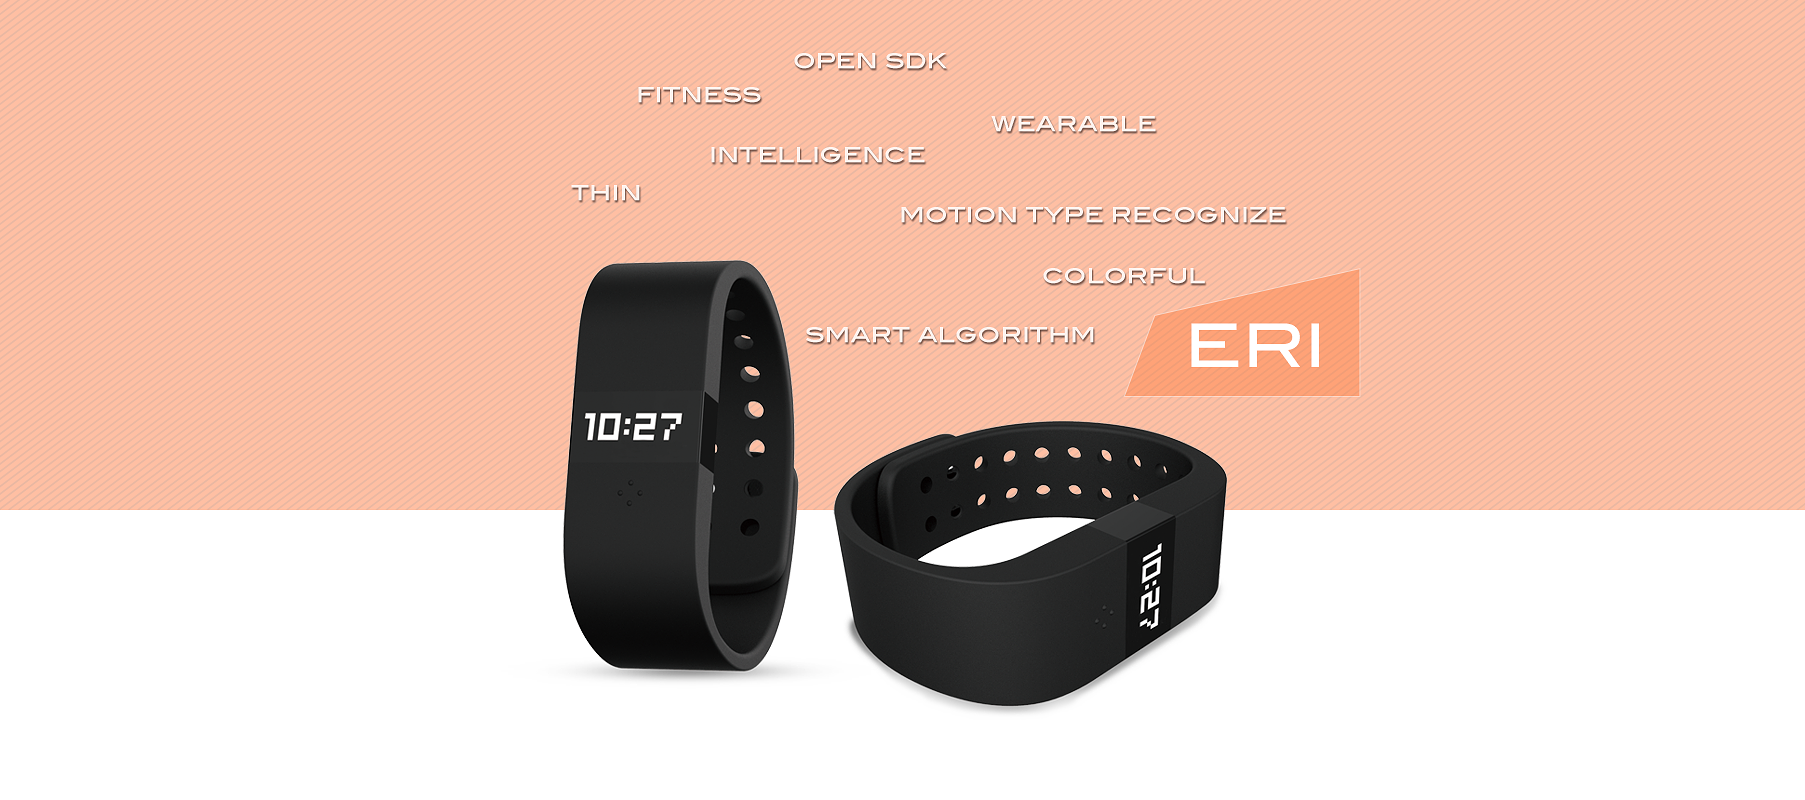 OPEN SDK
FITNESS
WEARABLE
INTELLIGENCE
THIN
MOTION TYPE RECOGNIZE
COLORFUL
SMART ALGORITHM
ERI
10:27
10:27